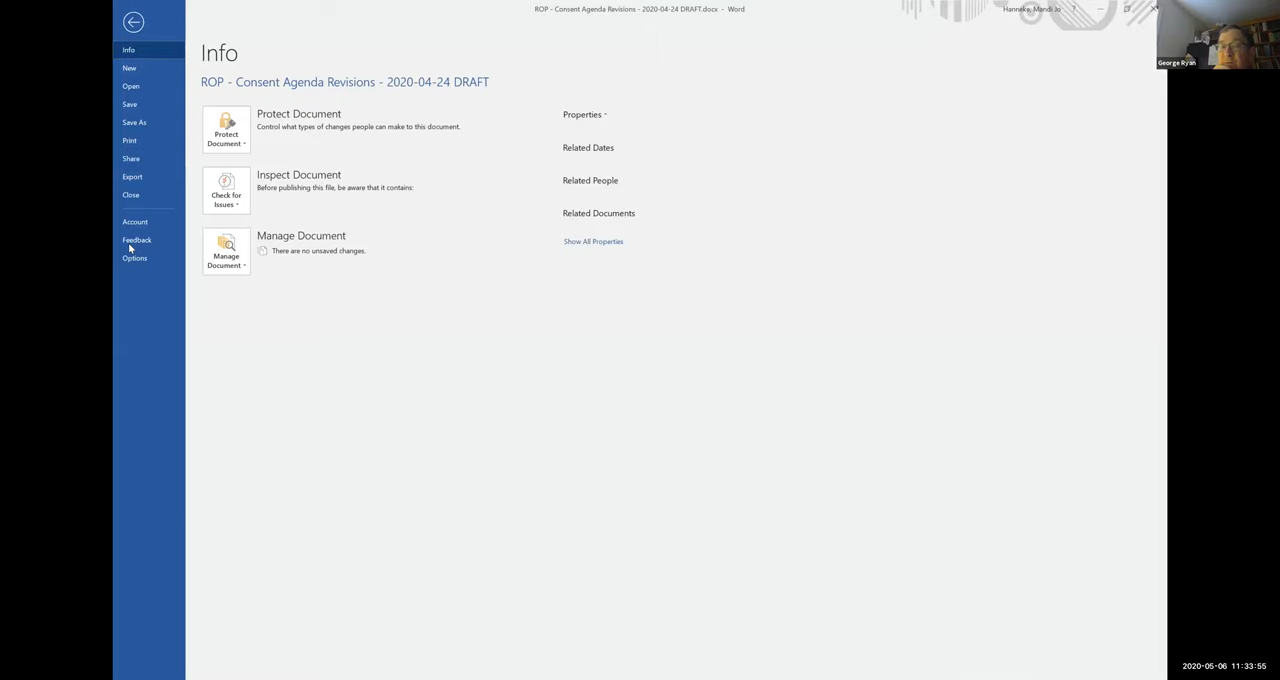 ROP - Consent Agenda Revisions - 2020-04-24 DRAFT.docx - Word
Hanneke, Mandi Jo
?
George Ryan
Info
New
Open
Save
Save As
Print
Share
Export
Close
Account
Feedback
Options
Info
ROP - Consent Agenda Revisions - 2020-04-24 DRAFT
Protect Document
Protect Document
Control what types of changes people can make to this document.
Check for Issues
Inspect Document
Before publishing this file, be aware that it contains:
Manage Document
Manage Document
There are no unsaved changes.
Properties
Related Dates
Related People
Related Documents
Show All Properties
2020-05-06 11:33:55